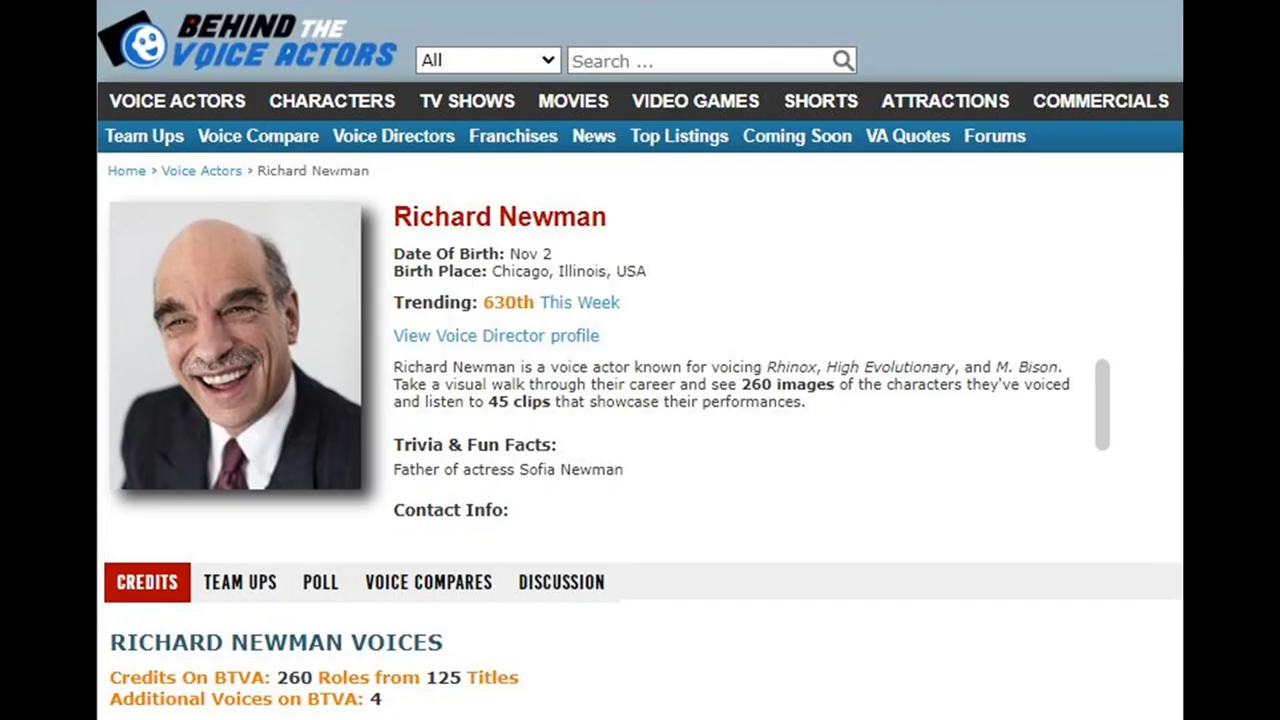 BEHIND THE
VOICE ACTORS
All
Search ...
VOICE ACTORS CHARACTERS TV SHOWS MOVIES VIDEO GAMES SHORTS ATTRACTIONS COMMERCIALS
Team Ups Voice Compare Voice Directors Franchises News Top Listings Coming Soon VA Quotes Forums
Home > Voice Actors > Richard Newman
Richard Newman
Date Of Birth: Nov 2
Birth Place: Chicago, Illinois, USA
Trending: 630th This Week
View Voice Director profile
Richard Newman is a voice actor known for voicing Rhinox, High Evolutionary, and M. Bison.
Take a visual walk through their career and see 260 images of the characters they've voiced
and listen to 45 clips that showcase their performances.
Trivia & Fun Facts:
Father of actress Sofia Newman
Contact Info:
CREDITS TEAM UPS POLL VOICE COMPARES DISCUSSION
RICHARD NEWMAN VOICES
Credits On BTVA: 260 Roles from 125 Titles
Additional Voices on BTVA: 4